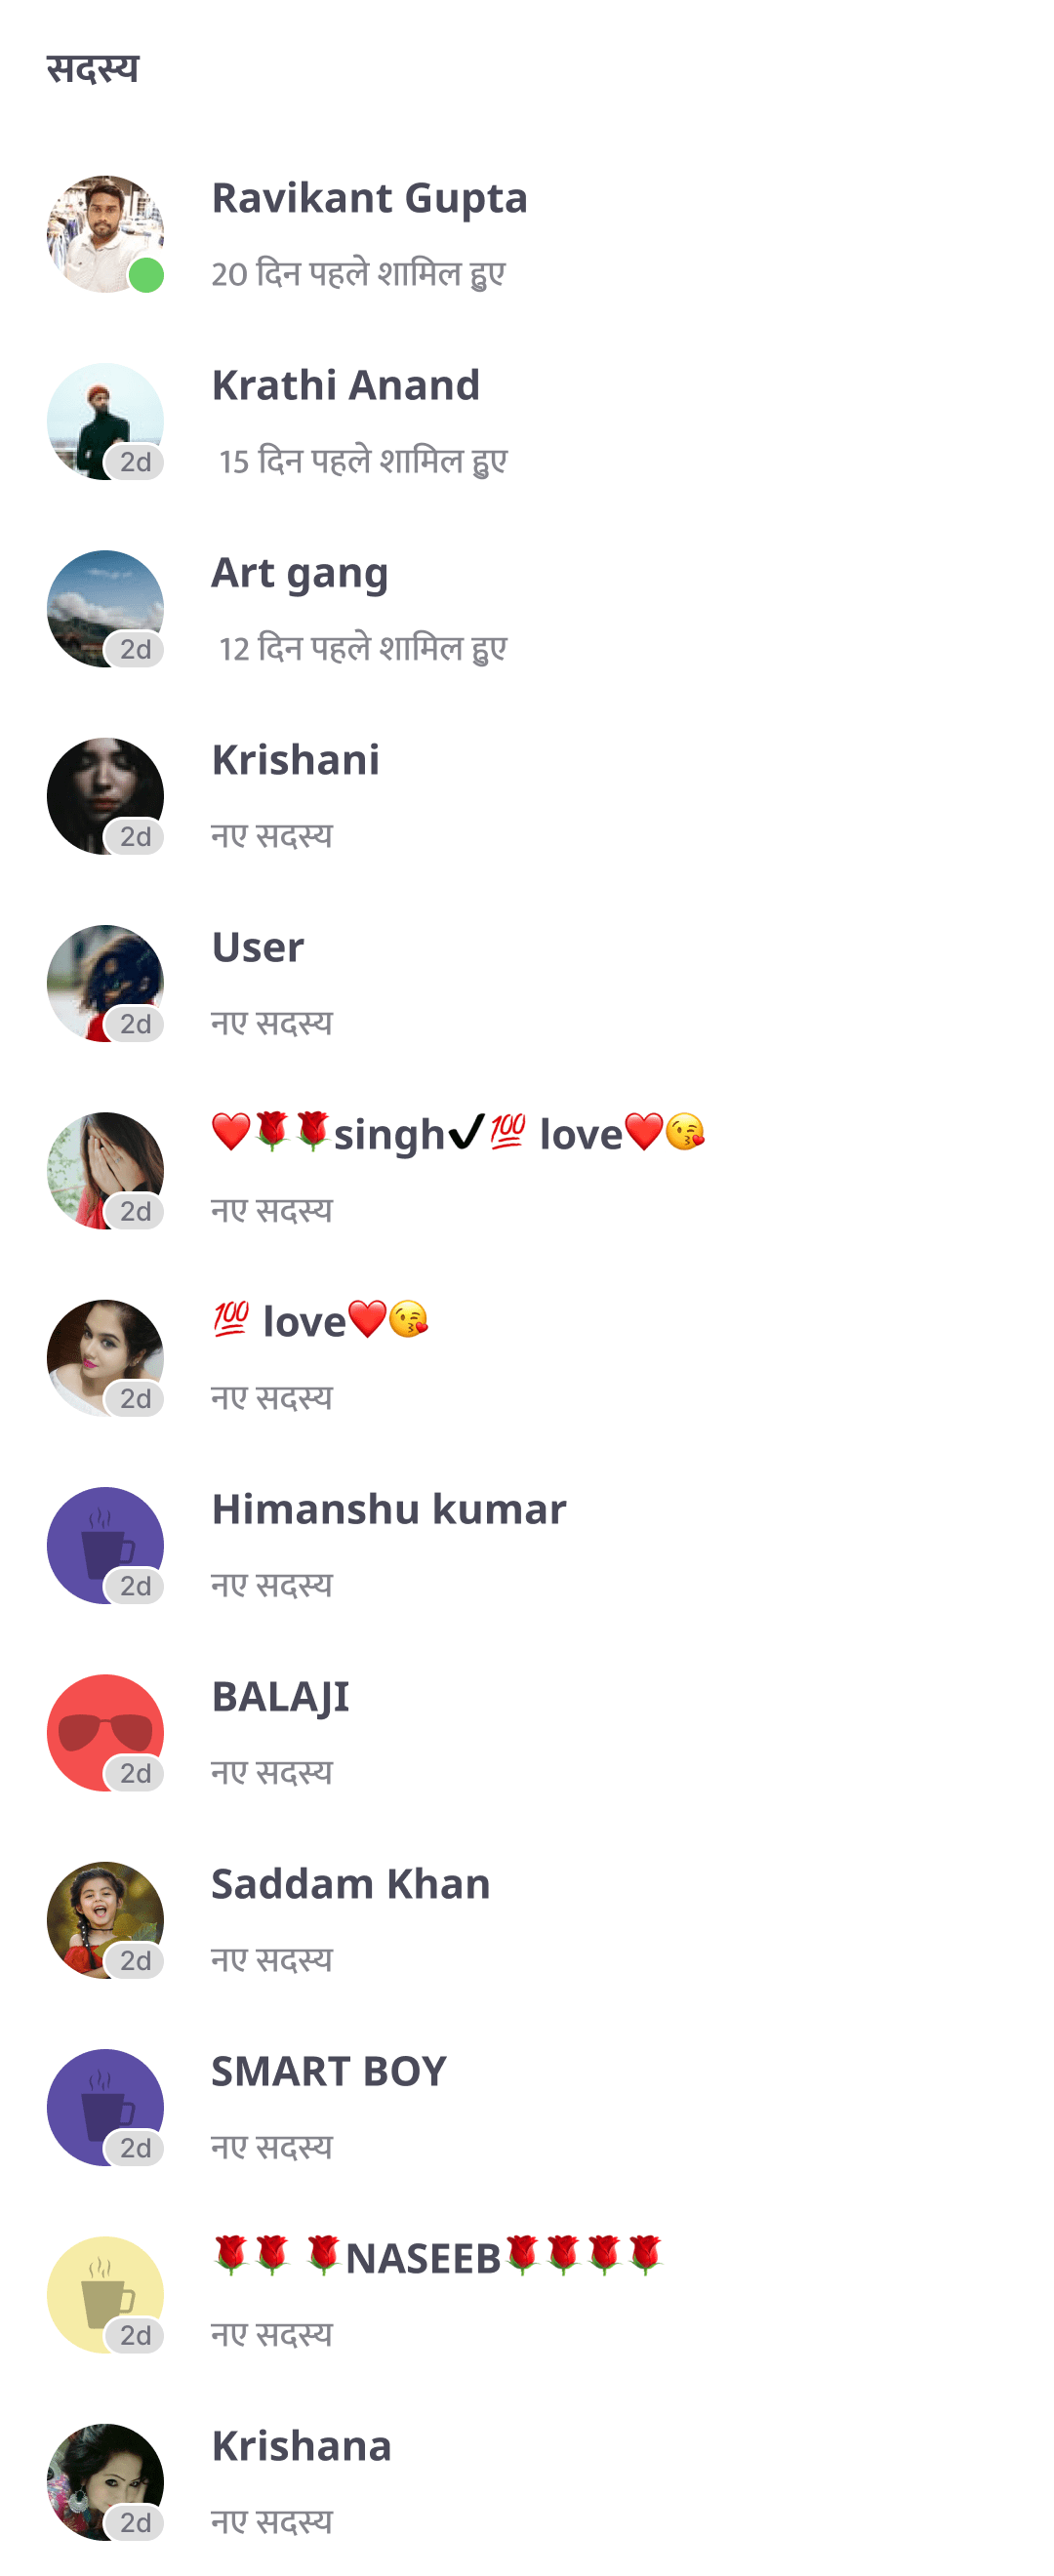 सदस्य
Ravikant Gupta
20 दिन पहले शामिल हुए
Krathi Anand
2d
15 दिन पहले शामिल हुए
Art gang
2d
12 दिन पहले शामिल हुए
Krishani
2d
नए सदस्य
User
2d
नए सदस्य
❤️🌹🌹singh✔💯 love❤️😘
2d
नए सदस्य
💯 love❤️😘
2d
नए सदस्य
Himanshu kumar
2d
नए सदस्य
BALAJI
2d
नए सदस्य
Saddam Khan
2d
नए सदस्य
SMART BOY
2d
नए सदस्य
🌹🌹 🌹NASEEB🌹🌹🌹🌹
2d
नए सदस्य
Krishana
2d
नए सदस्य